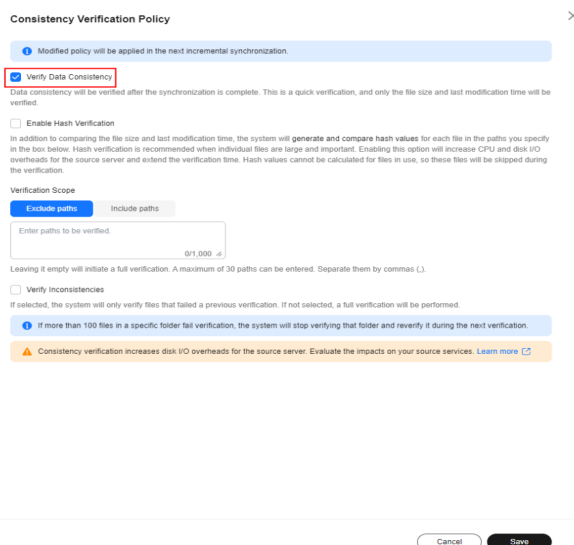 Consistency Verification Policy
Modified policy will be applied in the next incremental synchronization.
Verify Data Consistency
Data consistency will be verified after the synchronization is complete. This is a quick verification, and only the file size and last modification time will be
verified.
Enable Hash Verification
In addition to comparing the file size and last modification time, the system will generate and compare hash values for each file in the paths you specify
in the box below. Hash verification is recommended when individual files are large and important. Enabling this option will increase CPU and disk I/O
overheads for the source server and extend the verification time. Hash values cannot be calculated for files in use, so these files will be skipped during
the verification.
Verification Scope
Exclude paths Include paths
Enter paths to be verified.
0/1,000
Leaving it empty will initiate a full verification. A maximum of 30 paths can be entered. Separate them by commas (,).
Verify Inconsistencies
If selected, the system will only verify files that failed a previous verification. If not selected, a full verification will be performed.
If more than 100 files in a specific folder fail verification, the system will stop verifying that folder and reverify it during the next verification.
Consistency verification increases disk I/O overheads for the source server. Evaluate the impacts on your source services. Learn more
Cancel Save